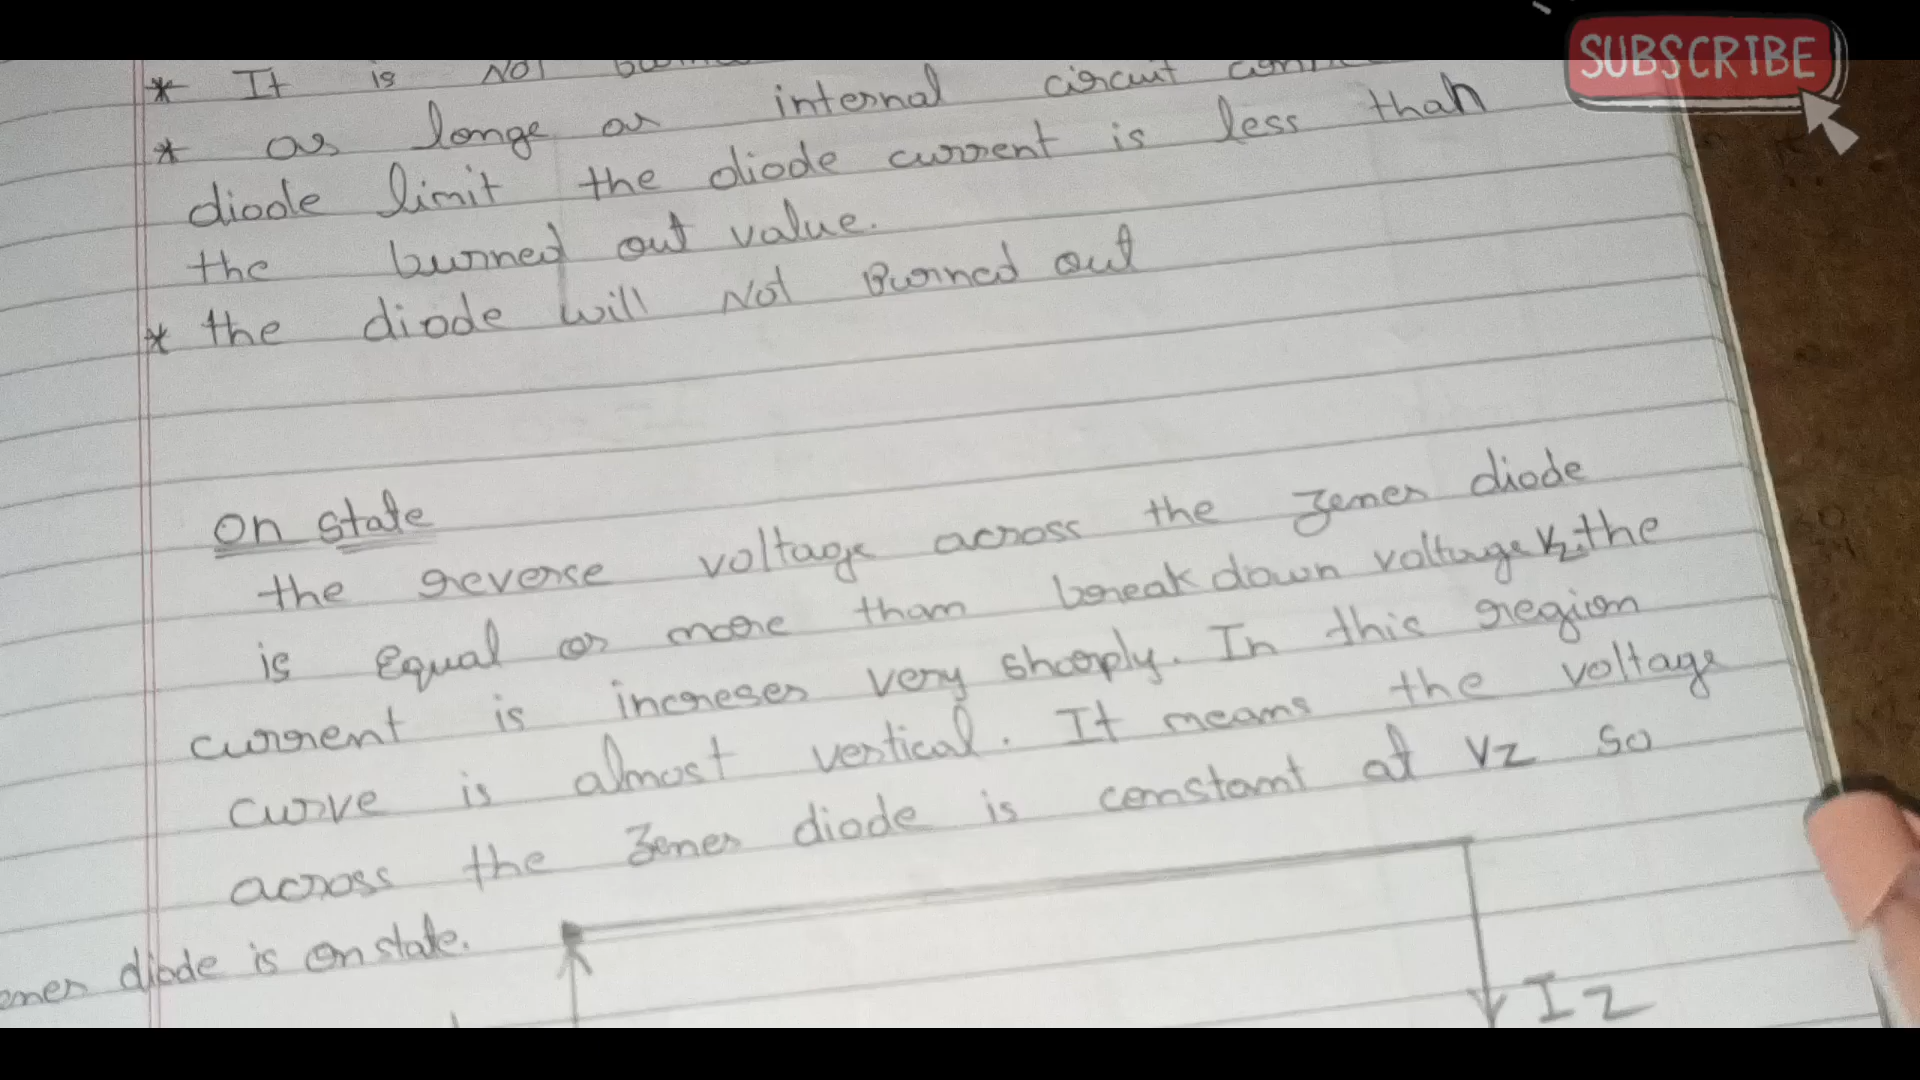 SUBSCRIBE
* It is NOT
* as longe as internal circuit
diode limit the diode current is less than
the burned out value.
* the diode will Not Burned out
on state
the reverse voltage across the zener diode
is Equal or more than break down voltage Vz. the
current is increses very sharply. In this region
curve is almost vertical. It means the voltage
across the zener diode is constant at VZ So
diode is on state.
IZ